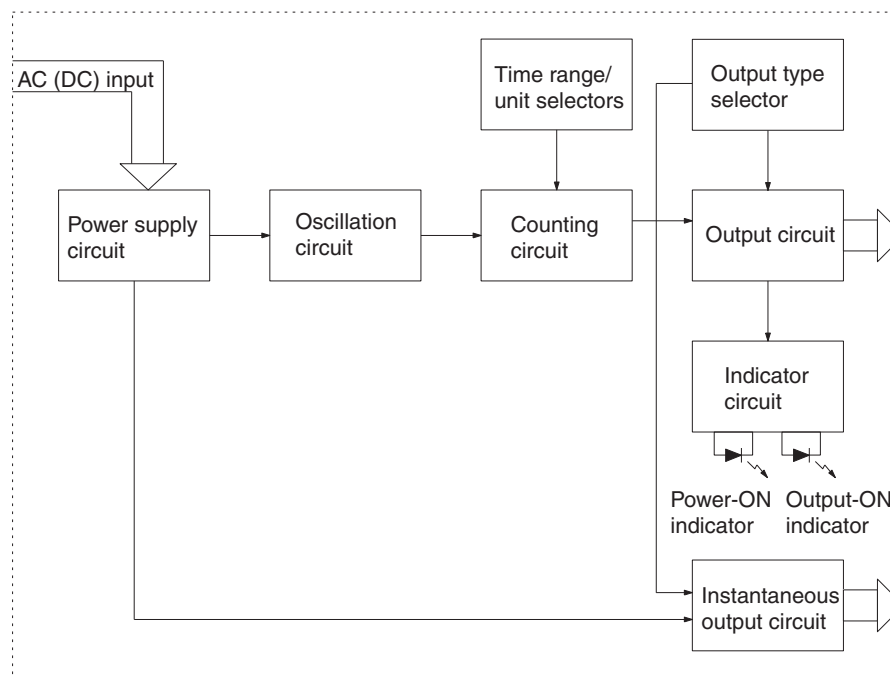 AC (DC) input
Time range/
unit selectors
Output type
selector
Power supply
circuit
Oscillation
circuit
Counting
circuit
Output circuit
Indicator
circuit
Power-ON
indicator
Output-ON
indicator
Instantaneous
output circuit